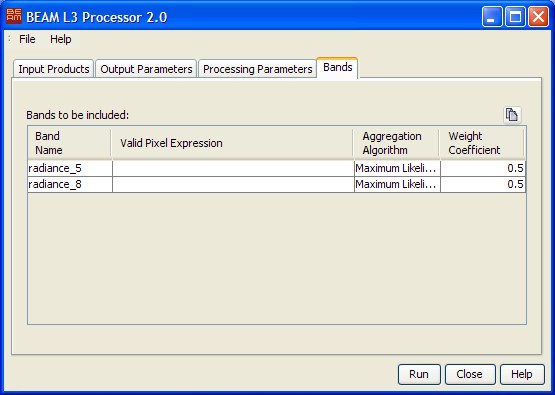 BEAM L3 Processor 2.0
File Help
Input Products Output Parameters Processing Parameters Bands
Bands to be included:
Band Name Valid Pixel Expression Aggregation Algorithm Weight Coefficient
radiance_5 Maximum Likeli... 0.5
radiance_8 Maximum Likeli... 0.5
Run Close Help